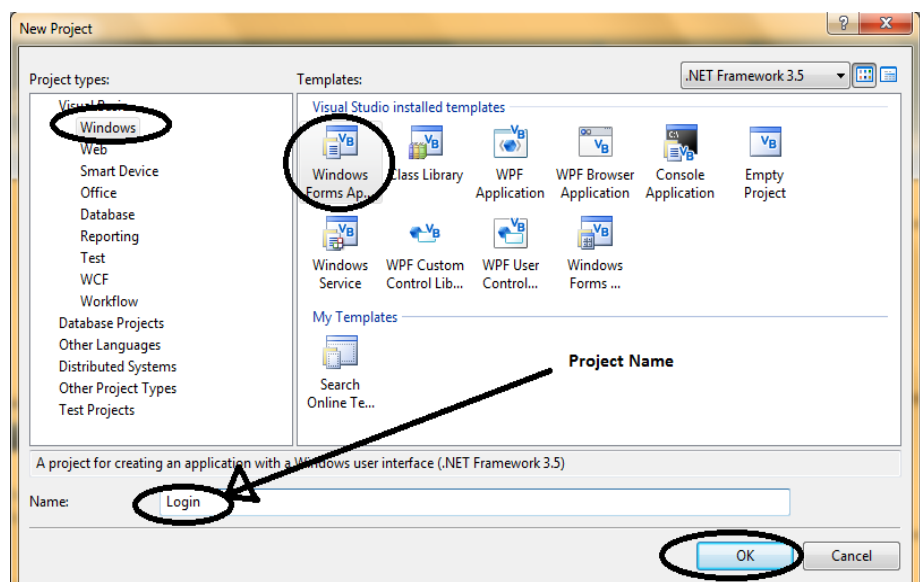 New Project
Project types:
Templates:
.NET Framework 3.5
Visual Basic
Windows
Web
Smart Device
Office
Database
Reporting
Test
WCF
Workflow
Database Projects
Other Languages
Distributed Systems
Other Project Types
Test Projects
Visual Studio installed templates
Windows Forms Ap...
Class Library
WPF Application
WPF Browser Application
Console Application
Empty Project
Windows Service
WPF Custom Control Lib...
WPF User Control...
Windows Forms ...
My Templates
Search Online Te...
Project Name
A project for creating an application with a Windows user interface (.NET Framework 3.5)
Name:
Login
OK
Cancel